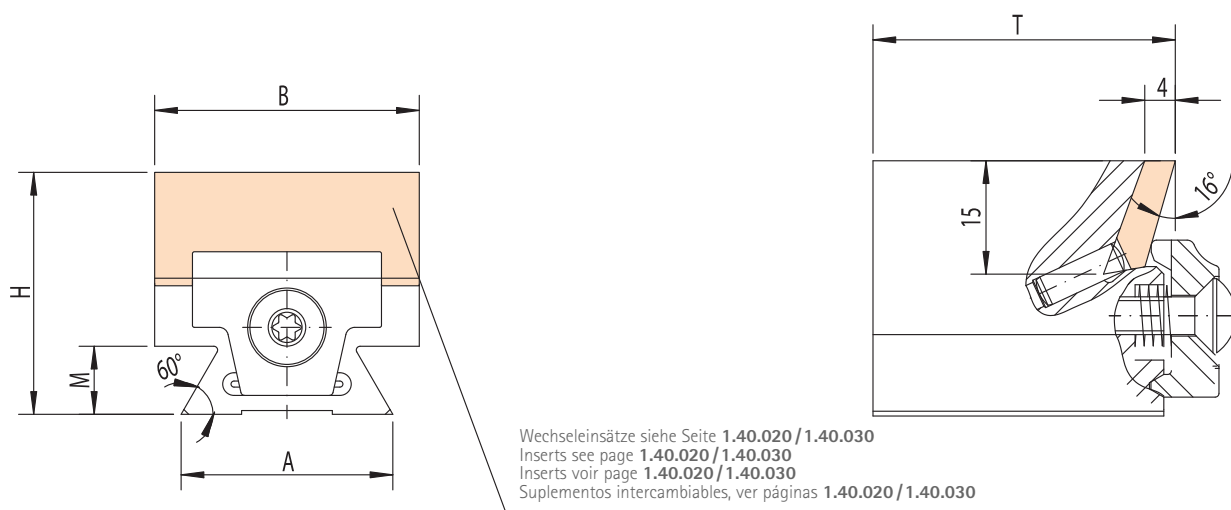 B
H
M
60°
A
T
4
15
16°
Wechseleinsätze siehe Seite 1.40.020 / 1.40.030
Inserts see page 1.40.020 / 1.40.030
Inserts voir page 1.40.020 / 1.40.030
Suplementos intercambiables, ver páginas 1.40.020 / 1.40.030